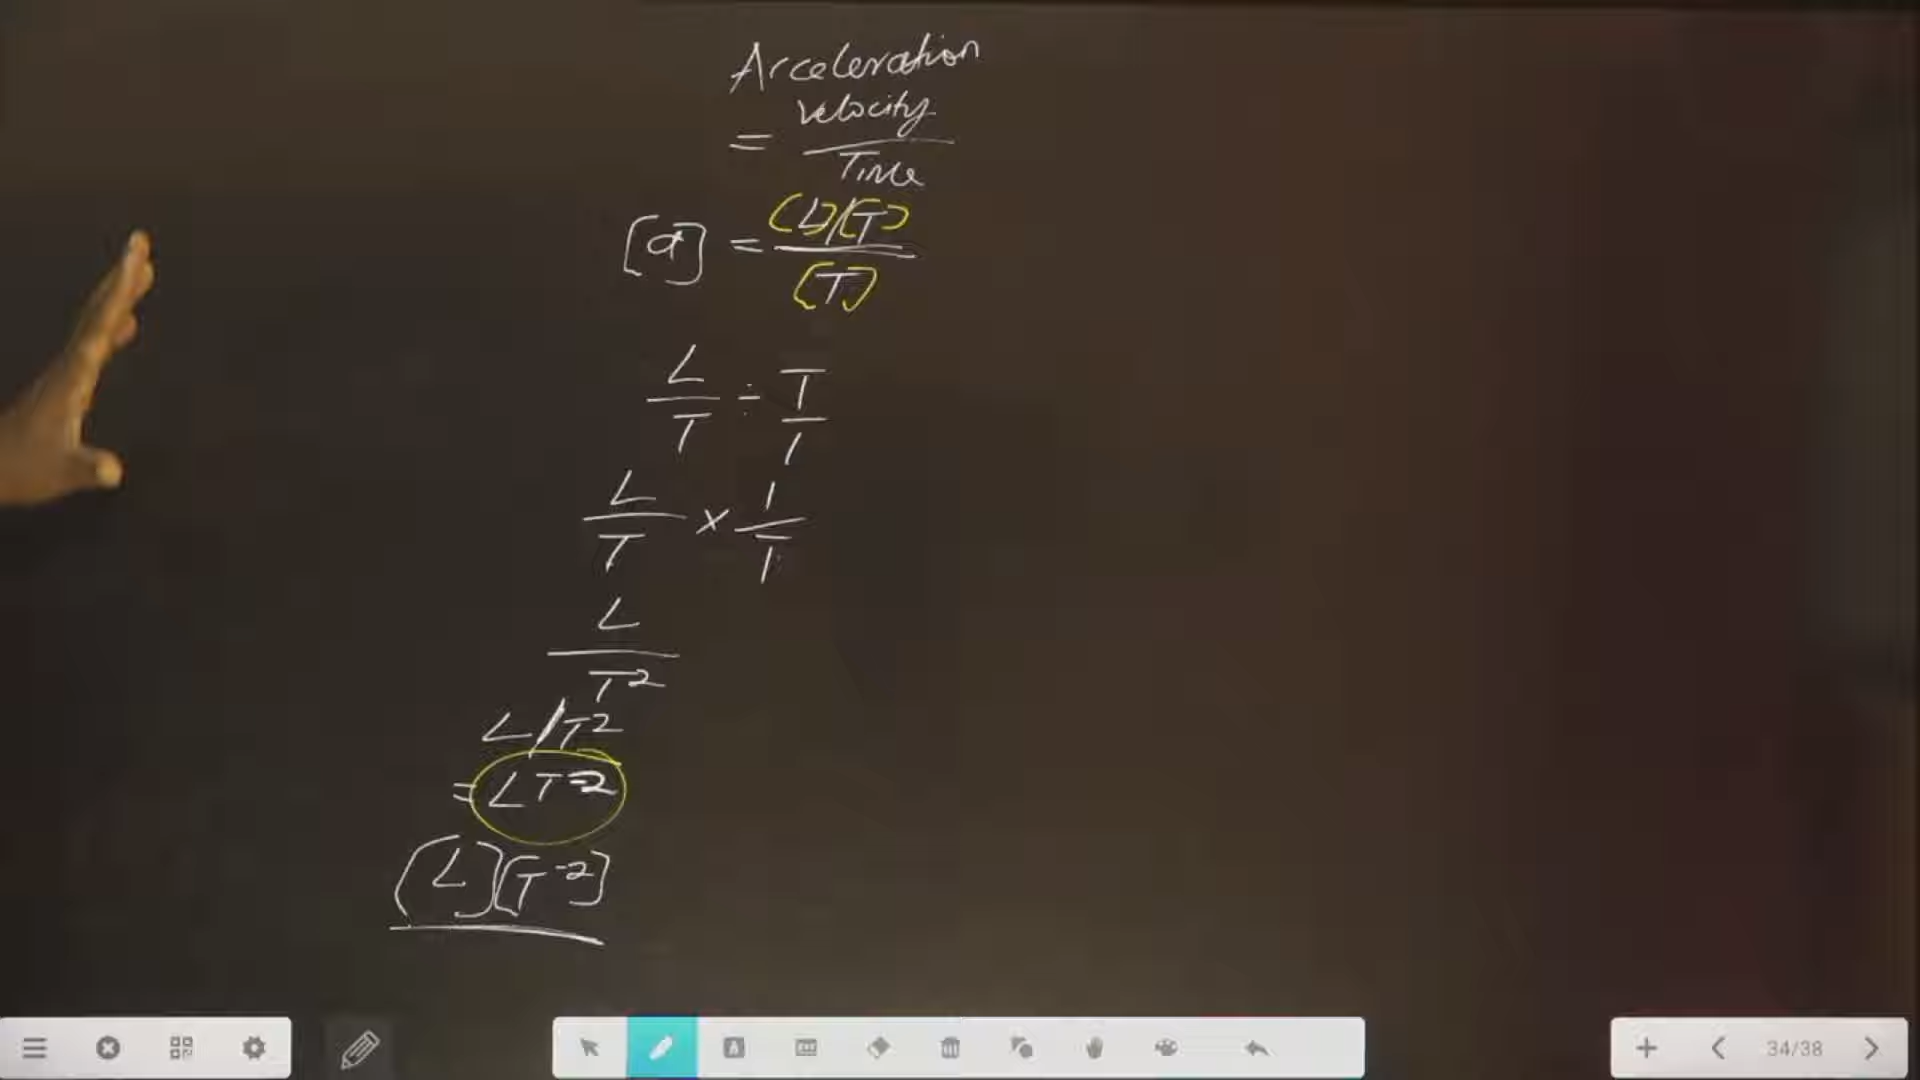 Acceleration
= velocity / Time
[a] = [L]/[T] / [T]
L/T ÷ T/1
L/T × 1/T
L/T²
L/T²
= LT⁻²
[L][T⁻²]
34/38